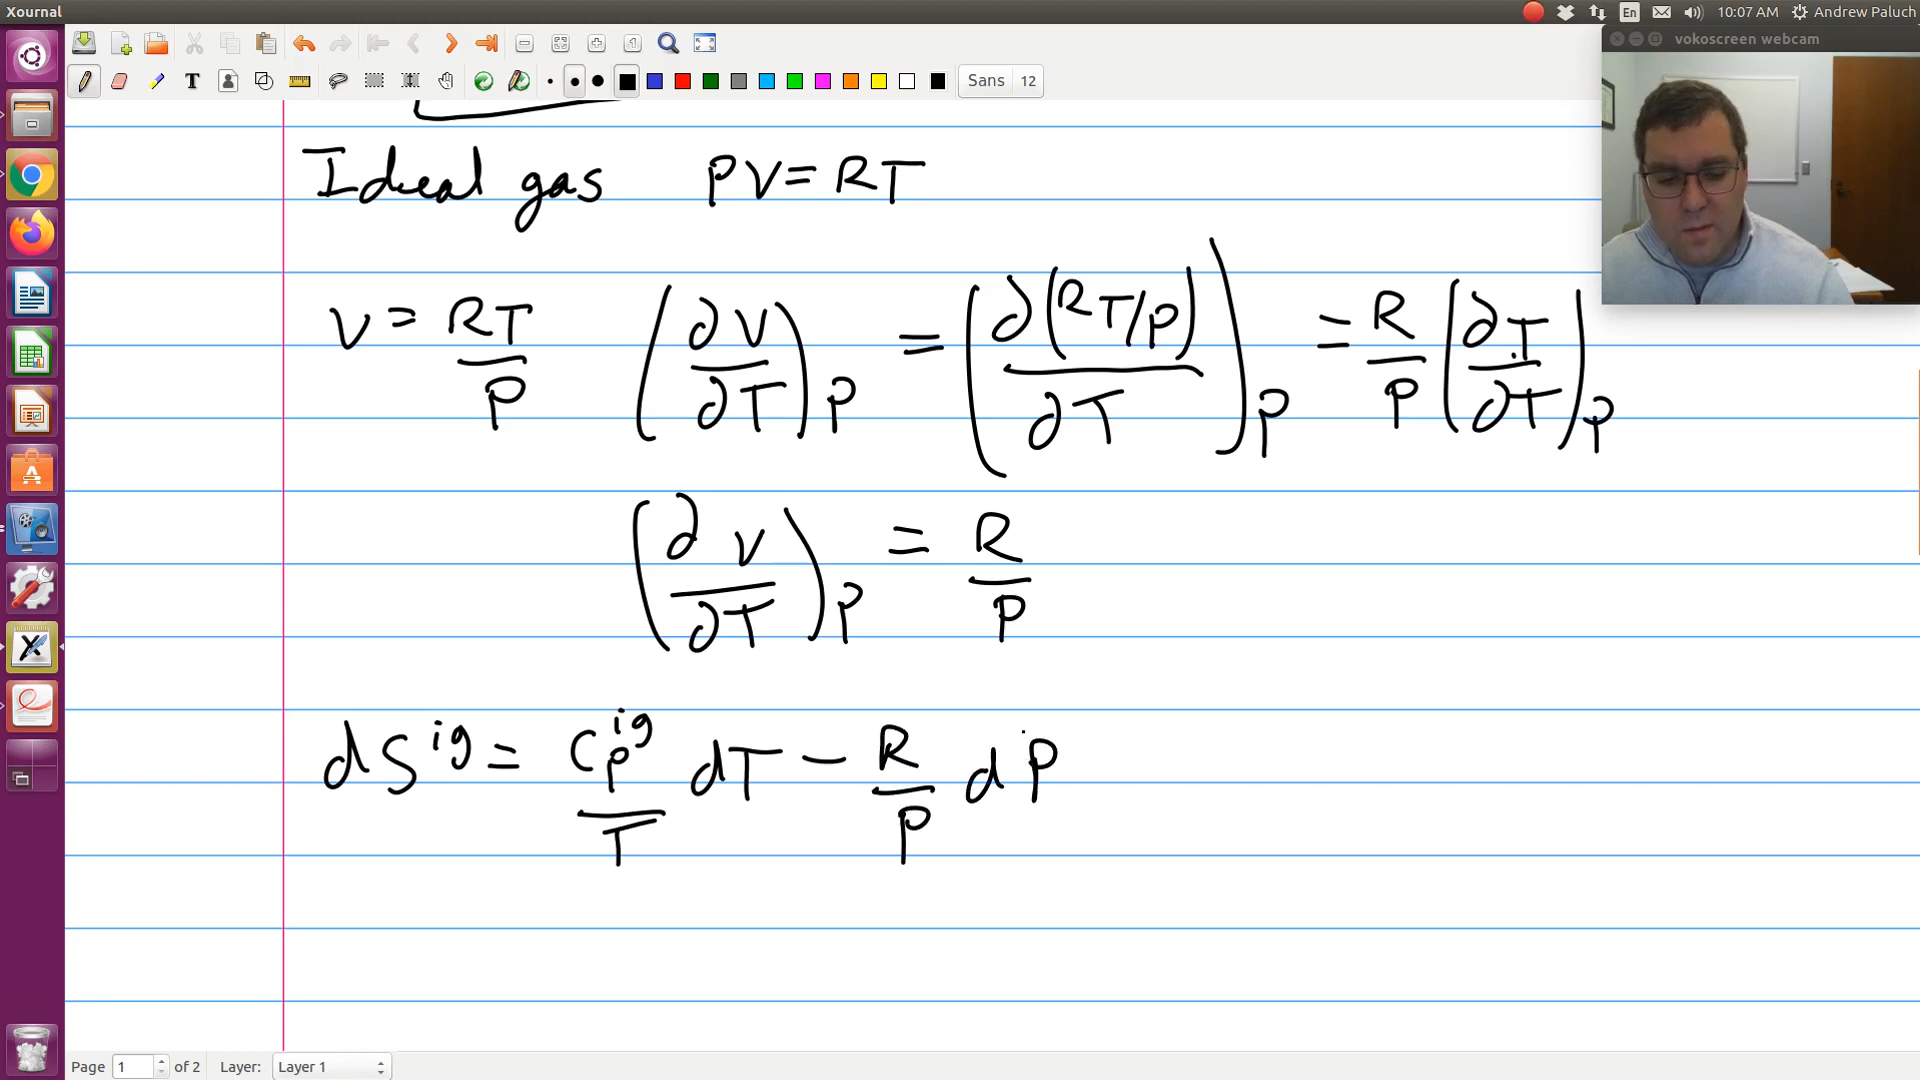 Xournal
En 10:07 AM Andrew Paluch
vokoscreen webcam
T Sans 12
Ideal gas PV = RT
V = RT/P (∂V/∂T)_P = (∂(RT/P)/∂T)_P = R/P (∂T/∂T)_P
(∂V/∂T)_P = R/P
dS^ig = C_P^ig/T dT − R/P dP
Page 1 of 2 Layer: Layer 1